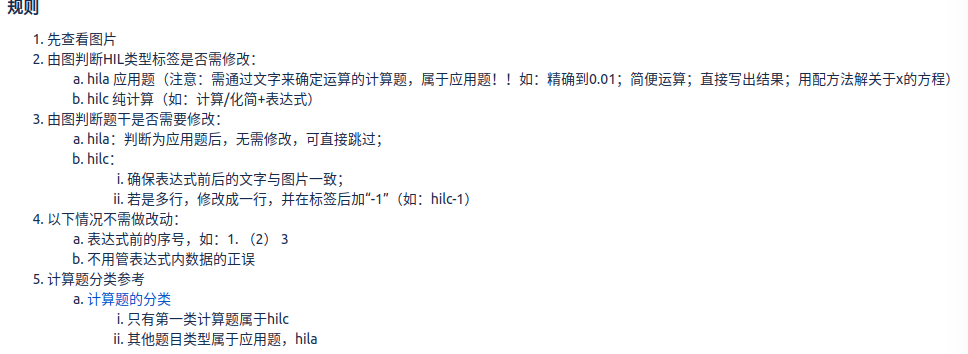 规则
1. 先查看图片
2. 由图判断HIL类型标签是否需修改：
a. hila 应用题（注意：需通过文字来确定运算的计算题，属于应用题！！如：精确到0.01；简便运算；直接写出结果；用配方法解关于x的方程）
b. hilc 纯计算（如：计算/化简+表达式）
3. 由图判断题干是否需要修改：
a. hila：判断为应用题后，无需修改，可直接跳过；
b. hilc：
i. 确保表达式前后的文字与图片一致；
ii. 若是多行，修改成一行，并在标签后加“-1”（如：hilc-1）
4. 以下情况不需做改动：
a. 表达式前的序号，如：1. （2） 3
b. 不用管表达式内数据的正误
5. 计算题分类参考
a. 计算题的分类
i. 只有第一类计算题属于hilc
ii. 其他题目类型属于应用题，hila